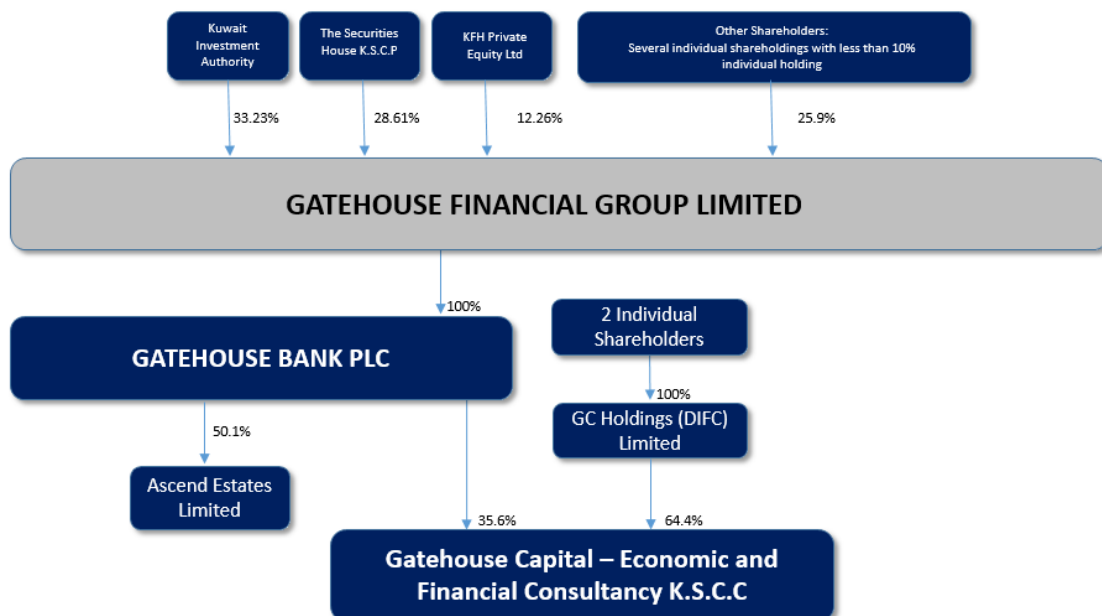 Kuwait
Investment
Authority
The Securities
House K.S.C.P
KFH Private
Equity Ltd
Other Shareholders:
Several individual shareholdings with less than 10%
individual holding
33.23%
28.61%
12.26%
25.9%
GATEHOUSE FINANCIAL GROUP LIMITED
100%
GATEHOUSE BANK PLC
2 Individual
Shareholders
100%
GC Holdings (DIFC)
Limited
50.1%
Ascend Estates
Limited
35.6%
64.4%
Gatehouse Capital – Economic and
Financial Consultancy K.S.C.C